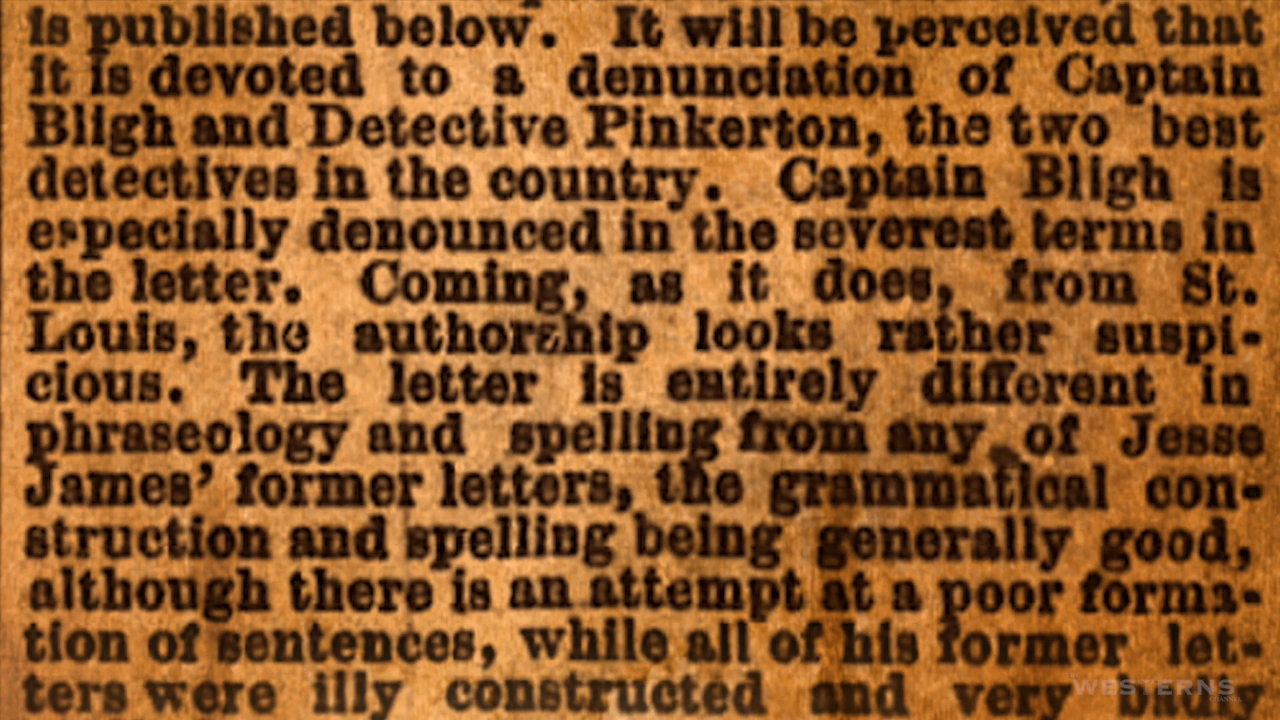 is published below. It will be perceived that
it is devoted to a denunciation of Captain
Bligh and Detective Pinkerton, the two best
detectives in the country. Captain Bligh is
especially denounced in the severest terms in
the letter. Coming, as it does, from St.
Louis, the authorship looks rather suspi-
cious. The letter is entirely different in
phraseology and spelling from any of Jesse
James' former letters, the grammatical con-
struction and spelling being generally good,
although there is an attempt at a poor forma-
tion of sentences, while all of his former let-
ters were illy constructed and very badly
WESTERNS
CHANNEL